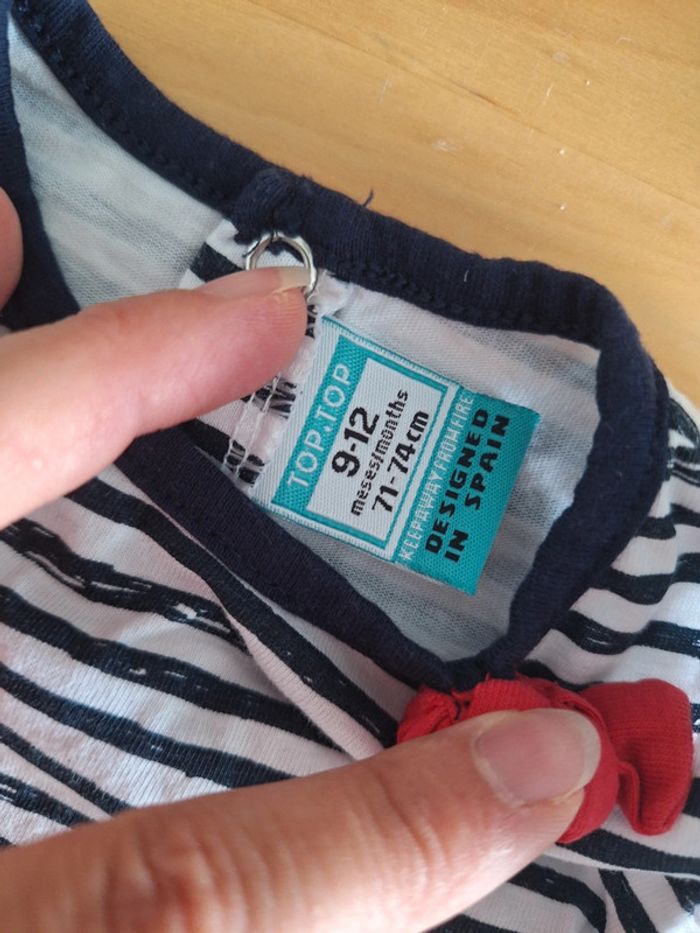 TOP.TOP
9-12
meses/months
71-74cm
KEEP AWAY FROM FIRE
DESIGNED
IN SPAIN